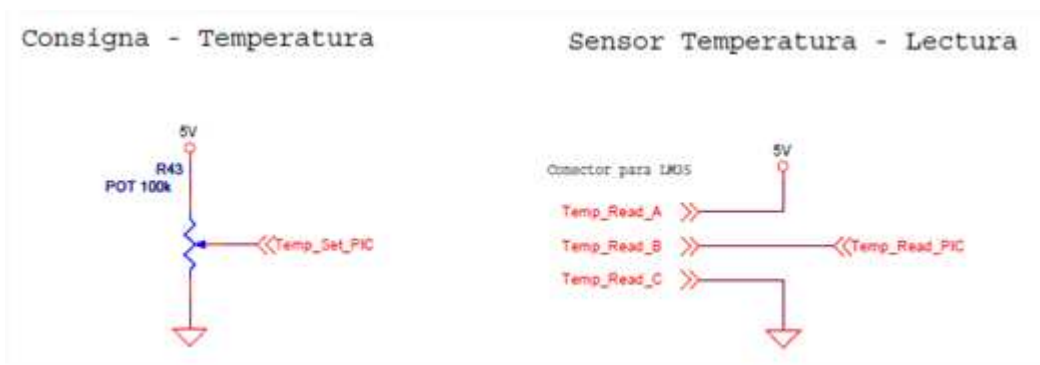 Consigna - Temperatura
Sensor Temperatura - Lectura
5V
R43
POT 100k
Temp_Set_PIC
5V
Conector para LM35
Temp_Read_A
Temp_Read_B
Temp_Read_PIC
Temp_Read_C